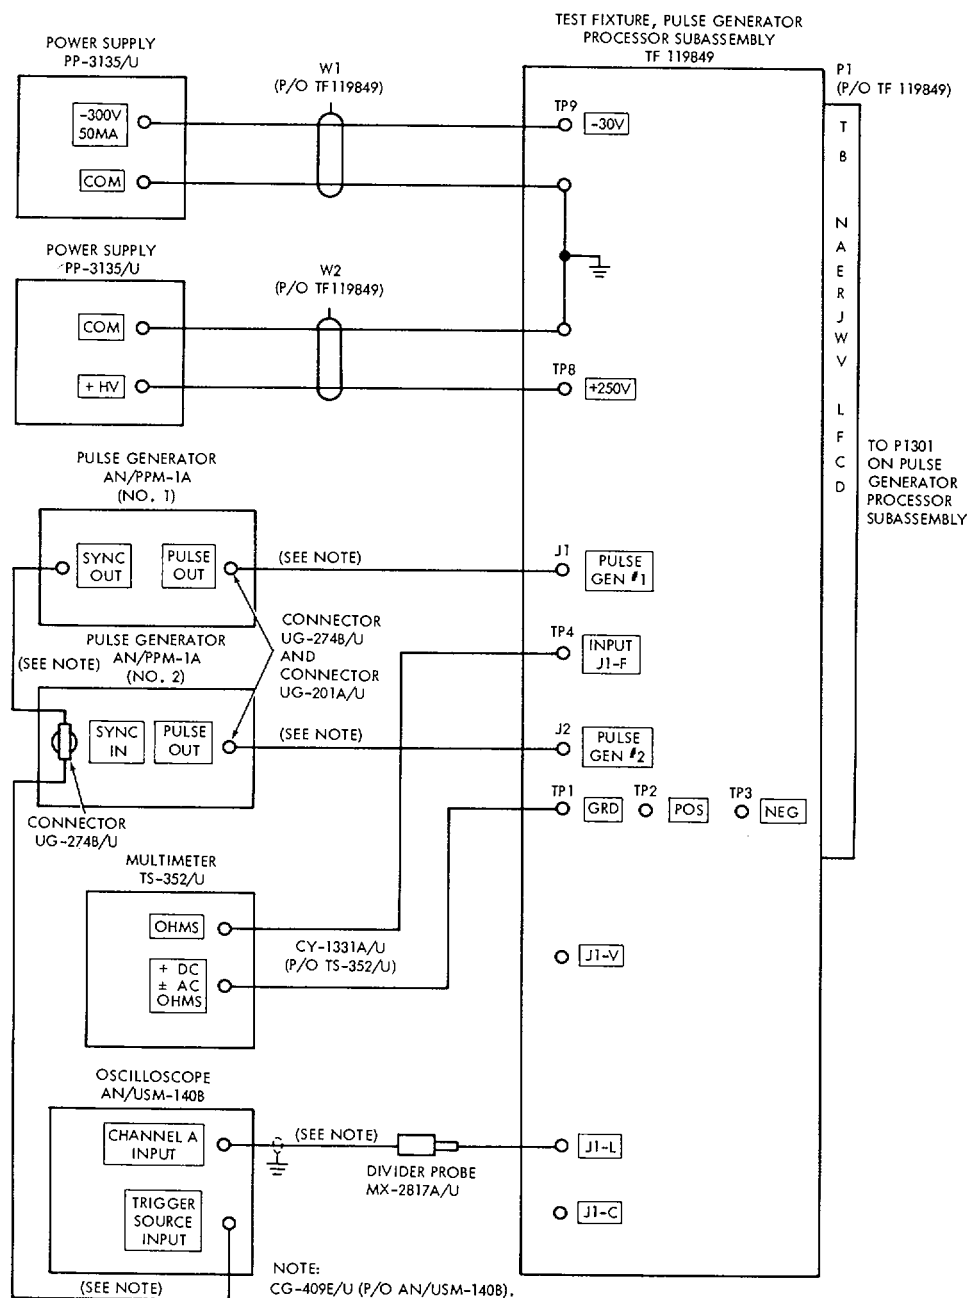 TEST FIXTURE, PULSE GENERATOR
PROCESSOR SUBASSEMBLY
TF 119849
POWER SUPPLY
PP-3135/U
-300V
50MA
COM
W1
(P/O TF119849)
TP9
-30V
P1
(P/O TF 119849)
T
B
N
A
E
R
J
W
V
L
F
C
D
TO P1301
ON PULSE
GENERATOR
PROCESSOR
SUBASSEMBLY
POWER SUPPLY
PP-3135/U
COM
+ HV
W2
(P/O TF119849)
TP8
+250V
PULSE GENERATOR
AN/PPM-1A
(NO. 1)
SYNC
OUT
PULSE
OUT
(SEE NOTE)
J1
PULSE
GEN #1
CONNECTOR
UG-274B/U
AND
CONNECTOR
UG-201A/U
TP4
INPUT
J1-F
(SEE NOTE)
PULSE GENERATOR
AN/PPM-1A
(NO. 2)
SYNC
IN
PULSE
OUT
(SEE NOTE)
J2
PULSE
GEN #2
CONNECTOR
UG-274B/U
TP1
GRD
TP2
POS
TP3
NEG
MULTIMETER
TS-352/U
OHMS
+ DC
± AC
OHMS
CY-1331A/U
(P/O TS-352/U)
J1-V
OSCILLOSCOPE
AN/USM-140B
CHANNEL A
INPUT
(SEE NOTE)
DIVIDER PROBE
MX-2817A/U
J1-L
TRIGGER
SOURCE
INPUT
J1-C
(SEE NOTE)
NOTE:
CG-409E/U (P/O AN/USM-140B).